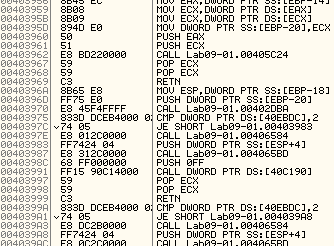 00403956 8B45 EC MOV EAX,DWORD PTR SS:[EBP-14]
00403959 8B08 MOV ECX,DWORD PTR DS:[EAX]
0040395B 8B09 MOV ECX,DWORD PTR DS:[ECX]
0040395D 894D E0 MOV DWORD PTR SS:[EBP-20],ECX
00403960 50 PUSH EAX
00403961 51 PUSH ECX
00403962 E8 BD220000 CALL Lab09-01.00405C24
00403967 59 POP ECX
00403968 59 POP ECX
00403969 C3 RETN
0040396A 8B65 E8 MOV ESP,DWORD PTR SS:[EBP-18]
0040396D FF75 E0 PUSH DWORD PTR SS:[EBP-20]
00403970 E8 45F4FFFF CALL Lab09-01.00402DBA
00403975 833D DCEB4000 02 CMP DWORD PTR DS:[40EBDC],2
0040397C 74 05 JE SHORT Lab09-01.00403983
0040397E E8 012C0000 CALL Lab09-01.00406584
00403983 FF7424 04 PUSH DWORD PTR SS:[ESP+4]
00403987 E8 312C0000 CALL Lab09-01.004065BD
0040398C 68 FF000000 PUSH 0FF
00403991 FF15 90C14000 CALL DWORD PTR DS:[40C190]
00403997 59 POP ECX
00403998 59 POP ECX
00403999 C3 RETN
0040399A 833D DCEB4000 02 CMP DWORD PTR DS:[40EBDC],2
004039A1 74 05 JE SHORT Lab09-01.004039A8
004039A3 E8 DC2B0000 CALL Lab09-01.00406584
004039A8 FF7424 04 PUSH DWORD PTR SS:[ESP+4]